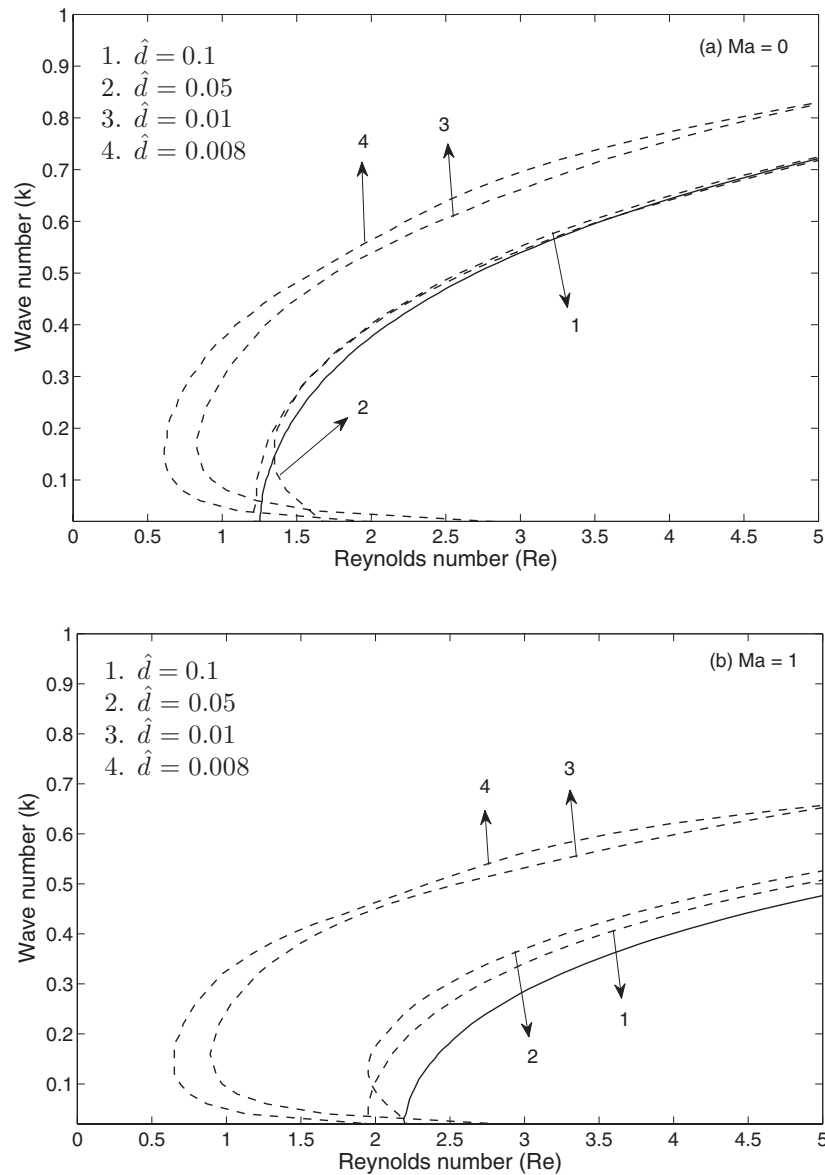 1
(a) Ma = 0
1. d̂ = 0.1
0.9
2. d̂ = 0.05
0.8
3. d̂ = 0.01
4. d̂ = 0.008
4
3
0.7
Wave number (k)
0.6
0.5
1
0.4
0.3
2
0.2
0.1
0 0.5 1 1.5 2 2.5 3 3.5 4 4.5 5
Reynolds number (Re)
1
(b) Ma = 1
1. d̂ = 0.1
0.9
2. d̂ = 0.05
0.8
3. d̂ = 0.01
4. d̂ = 0.008
4
3
0.7
Wave number (k)
0.6
0.5
0.4
0.3
1
2
0.2
0.1
0 0.5 1 1.5 2 2.5 3 3.5 4 4.5 5
Reynolds number (Re)